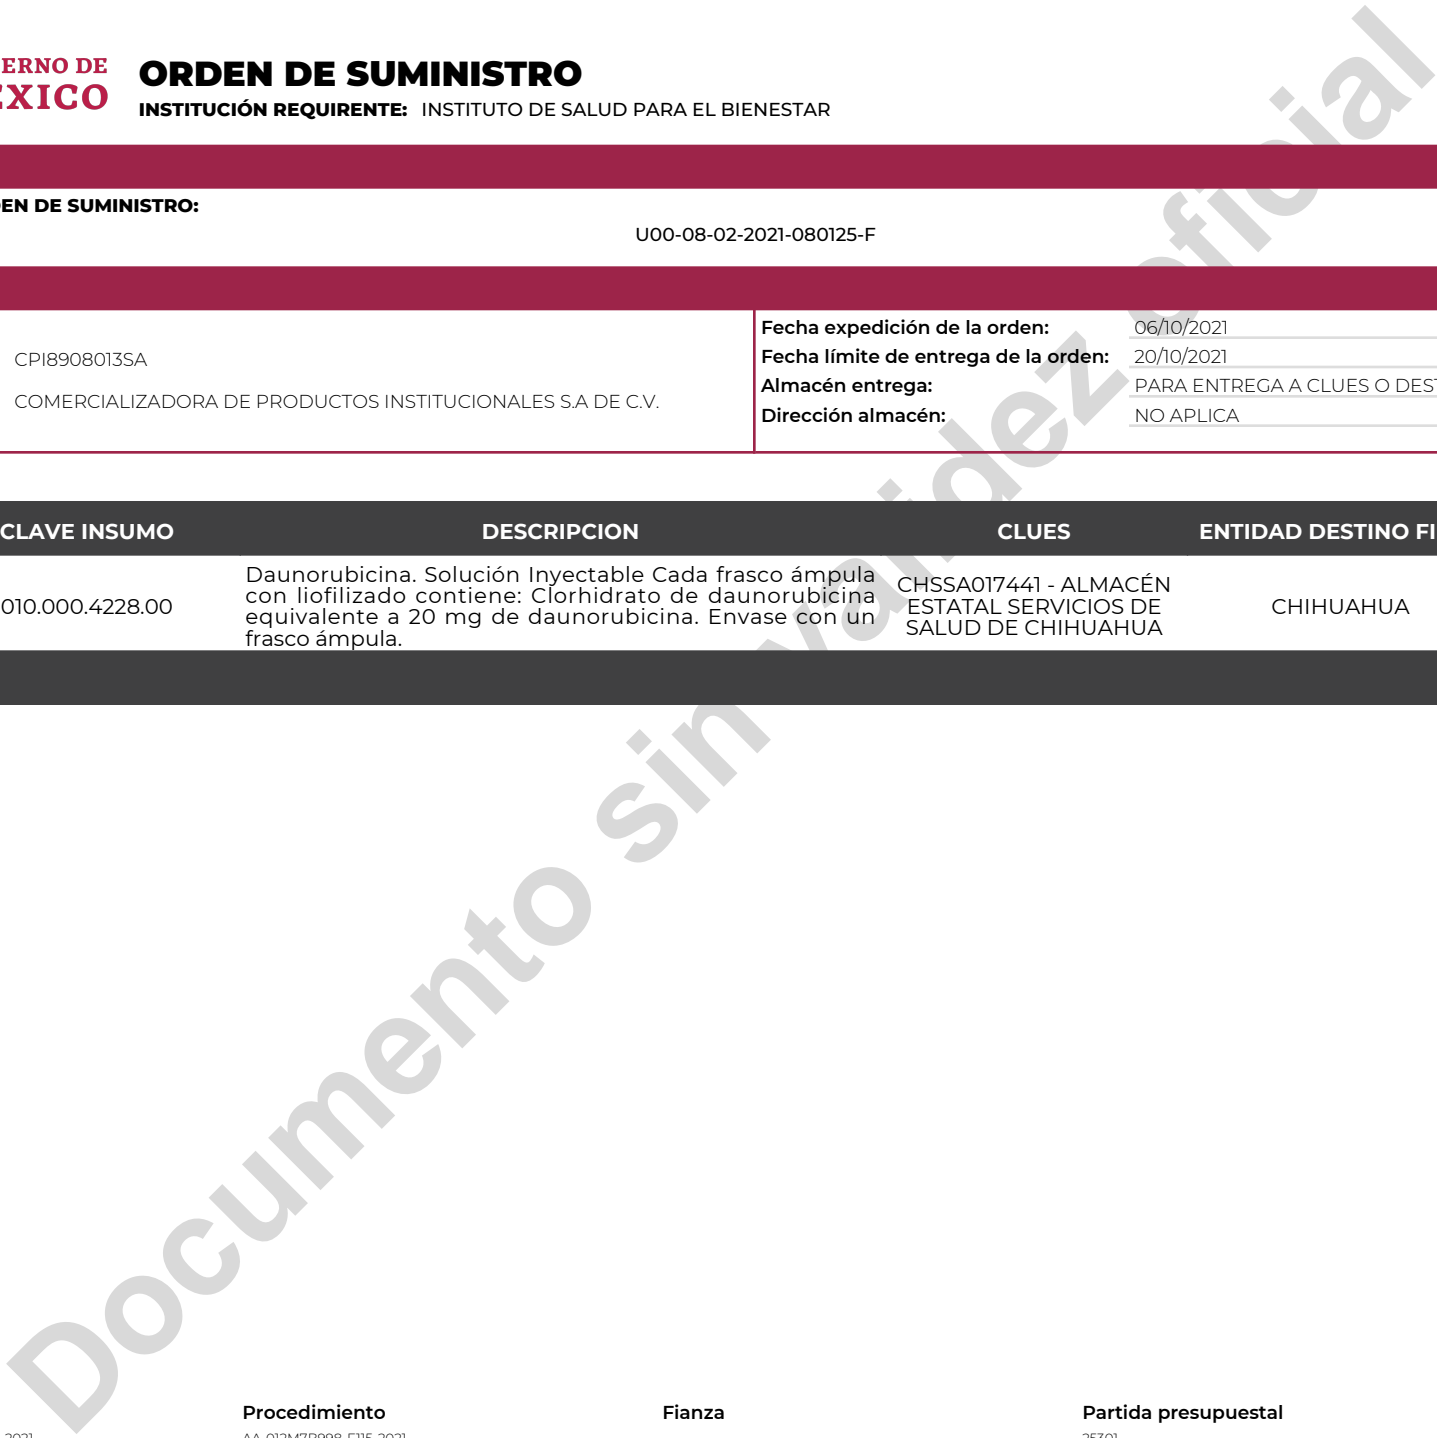 ERNO DE
ORDEN DE SUMINISTRO
EXICO
INSTITUCIÓN REQUIRENTE: INSTITUTO DE SALUD PARA EL BIENESTAR
EN DE SUMINISTRO:
U00-08-02-2021-080125-F
CPI8908013SA
COMERCIALIZADORA DE PRODUCTOS INSTITUCIONALES S.A DE C.V.
Fecha expedición de la orden: 06/10/2021
Fecha límite de entrega de la orden: 20/10/2021
Almacén entrega: PARA ENTREGA A CLUES O DEST
Dirección almacén: NO APLICA
CLAVE INSUMO DESCRIPCION CLUES ENTIDAD DESTINO FI
010.000.4228.00
Daunorubicina. Solución Inyectable Cada frasco ámpula
con liofilizado contiene: Clorhidrato de daunorubicina
equivalente a 20 mg de daunorubicina. Envase con un
frasco ámpula.
CHSSA017441 - ALMACÉN
ESTATAL SERVICIOS DE
SALUD DE CHIHUAHUA
CHIHUAHUA
Documento sin validez oficial
Procedimiento Fianza Partida presupuestal
2021 25301